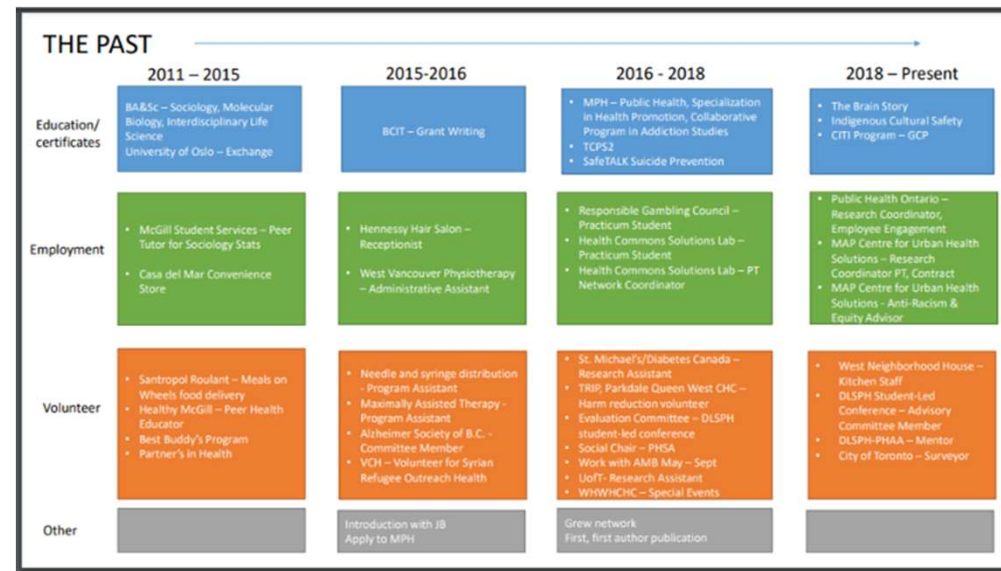 THE PAST
2011 – 2015
2015-2016
2016 - 2018
2018 – Present
Education/
certificates
BA&Sc – Sociology, Molecular
Biology, Interdisciplinary Life
Science
University of Oslo – Exchange
BCIT – Grant Writing
• MPH – Public Health, Specialization
in Health Promotion, Collaborative
Program in Addiction Studies
• TCPS2
• SafeTALK Suicide Prevention
• The Brain Story
• Indigenous Cultural Safety
• CITI Program – GCP
Employment
• McGill Student Services – Peer
Tutor for Sociology Stats
• Casa del Mar Convenience
Store
• Hennessy Hair Salon –
Receptionist
• West Vancouver Physiotherapy
– Administrative Assistant
• Responsible Gambling Council –
Practicum Student
• Health Commons Solutions Lab –
Practicum Student
• Health Commons Solutions Lab – PT
Network Coordinator
• Public Health Ontario –
Research Coordinator,
Employee Engagement
• MAP Centre for Urban Health
Solutions – Research
Coordinator PT, Contract
• MAP Centre for Urban Health
Solutions - Anti-Racism &
Equity Advisor
Volunteer
• Santropol Roulant – Meals on
Wheels food delivery
• Healthy McGill – Peer Health
Educator
• Best Buddy's Program
• Partner's in Health
• Needle and syringe distribution
- Program Assistant
• Maximally Assisted Therapy -
Program Assistant
• Alzheimer Society of B.C. -
Committee Member
• VCH – Volunteer for Syrian
Refugee Outreach Health
• St. Michael's/Diabetes Canada –
Research Assistant
• TRIP, Parkdale Queen West CHC –
Harm reduction volunteer
• Evaluation Committee – DLSPH
student-led conference
• Social Chair – PHSA
• Work with AMB May – Sept
• UofT- Research Assistant
• WHWHCHC – Special Events
• West Neighborhood House –
Kitchen Staff
• DLSPH Student-Led
Conference – Advisory
Committee Member
• DLSPH-PHAA – Mentor
• City of Toronto – Surveyor
Other
Introduction with JB
Apply to MPH
Grew network
First, first author publication